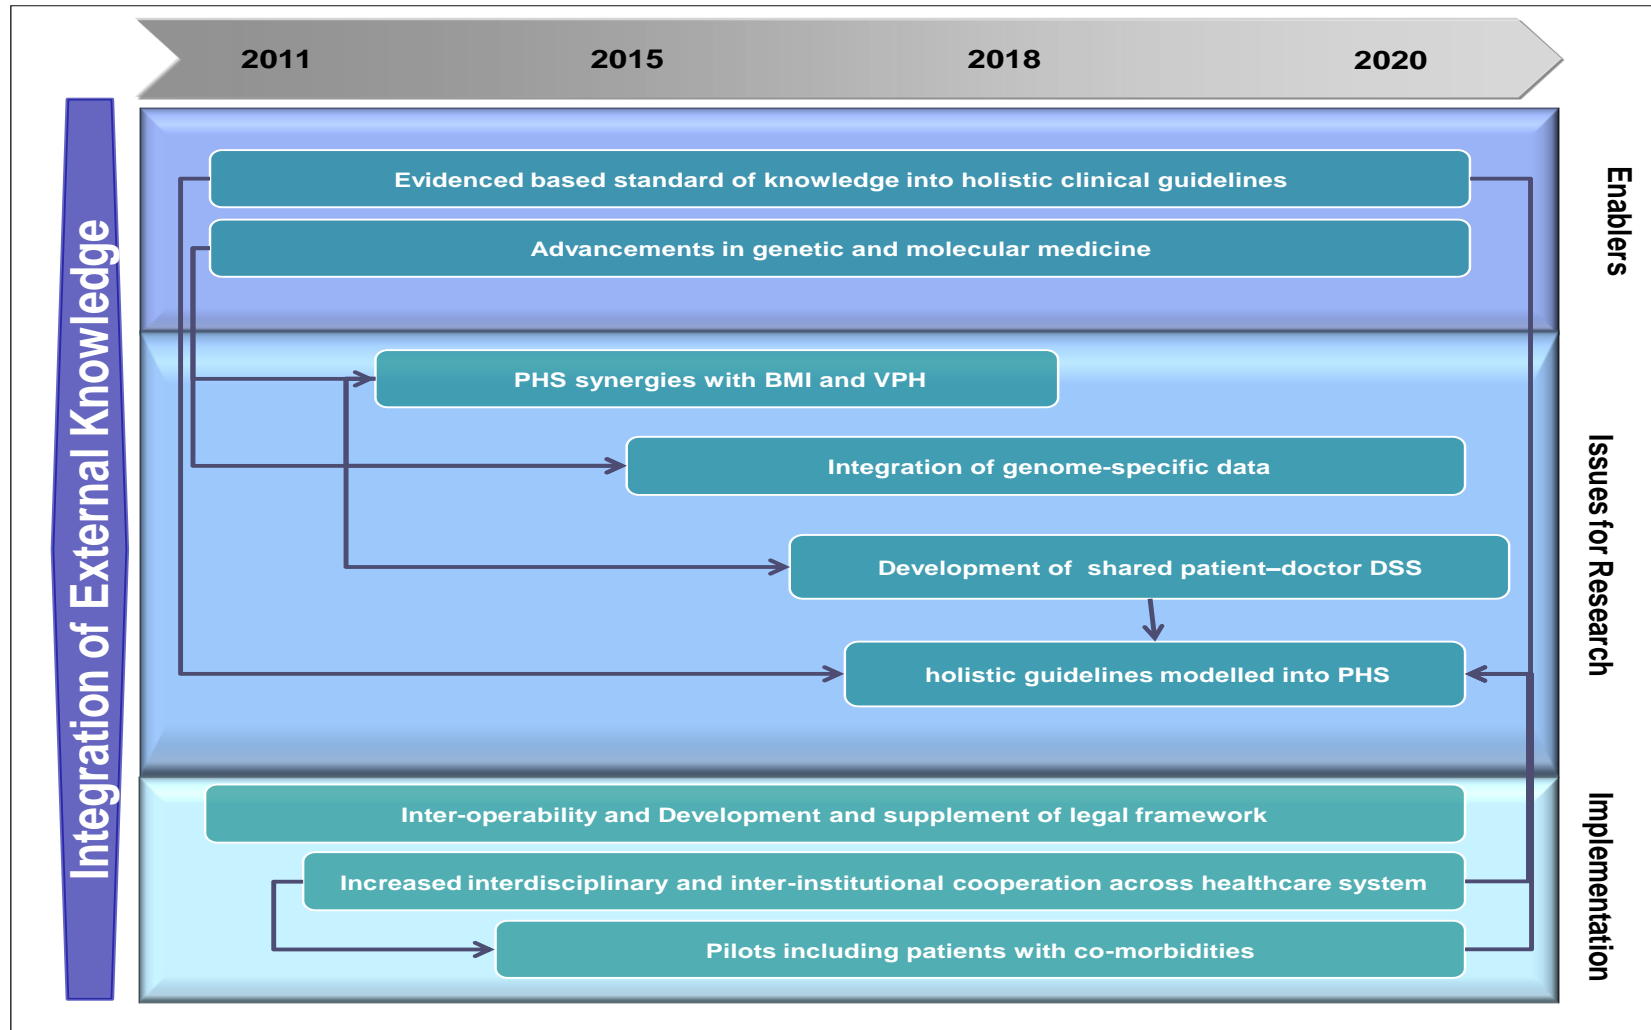 2011 2015 2018 2020
Integration of External Knowledge
Enablers
Evidenced based standard of knowledge into holistic clinical guidelines
Advancements in genetic and molecular medicine
Issues for Research
PHS synergies with BMI and VPH
Integration of genome-specific data
Development of shared patient–doctor DSS
holistic guidelines modelled into PHS
Implementation
Inter-operability and Development and supplement of legal framework
Increased interdisciplinary and inter-institutional cooperation across healthcare system
Pilots including patients with co-morbidities